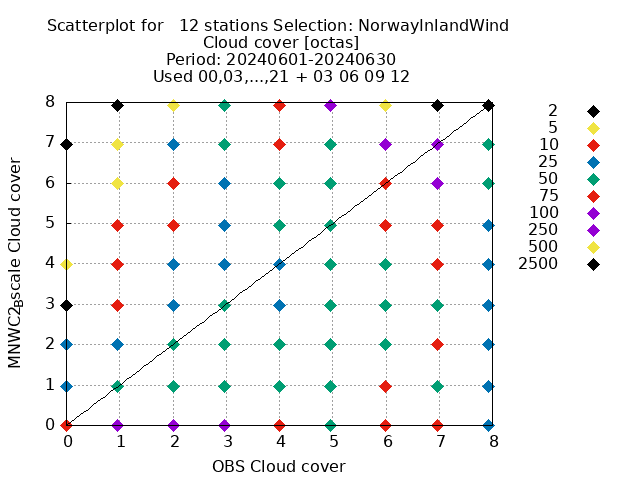 Scatterplot for   12 stations Selection: NorwayInlandWind
Cloud cover [octas]
Period: 20240601-20240630
Used 00,03,...,21 + 03 06 09 12
8
7
6
5
4
3
2
1
0
0 1 2 3 4 5 6 7 8
MNWC2Bscale Cloud cover
OBS Cloud cover
2
5
10
25
50
75
100
250
500
2500